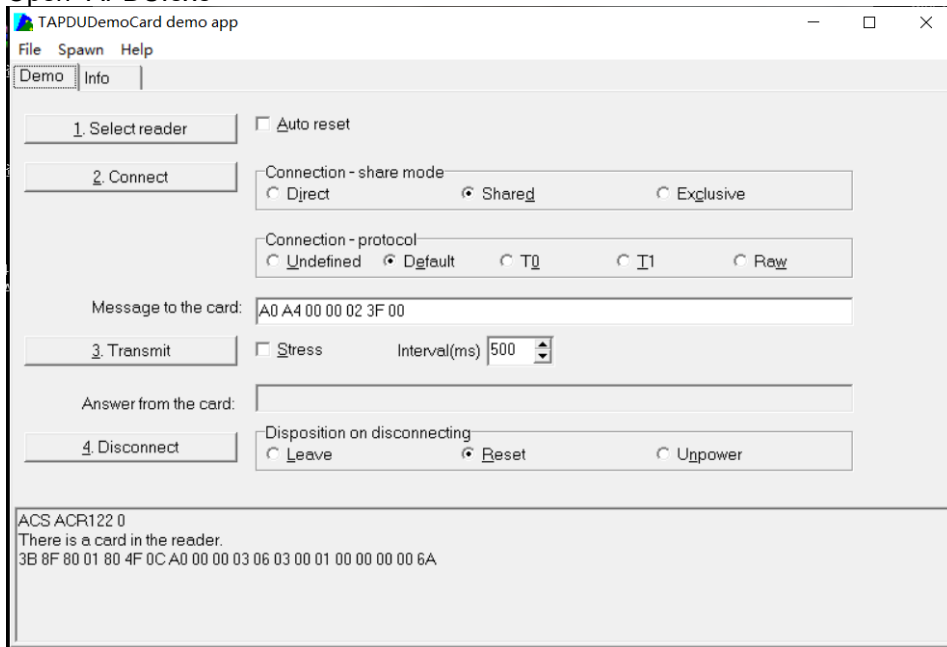 TAPDUDemoCard demo app
File Spawn Help
Demo Info
1. Select reader Auto reset
2. Connect Connection - share mode
Direct Shared Exclusive
Connection - protocol
Undefined Default T0 T1 Raw
Message to the card: A0 A4 00 00 02 3F 00
3. Transmit Stress Interval(ms) 500
Answer from the card:
4. Disconnect Disposition on disconnecting
Leave Reset Unpower
ACS ACR122 0
There is a card in the reader.
3B 8F 80 01 80 4F 0C A0 00 00 03 06 03 00 01 00 00 00 00 6A